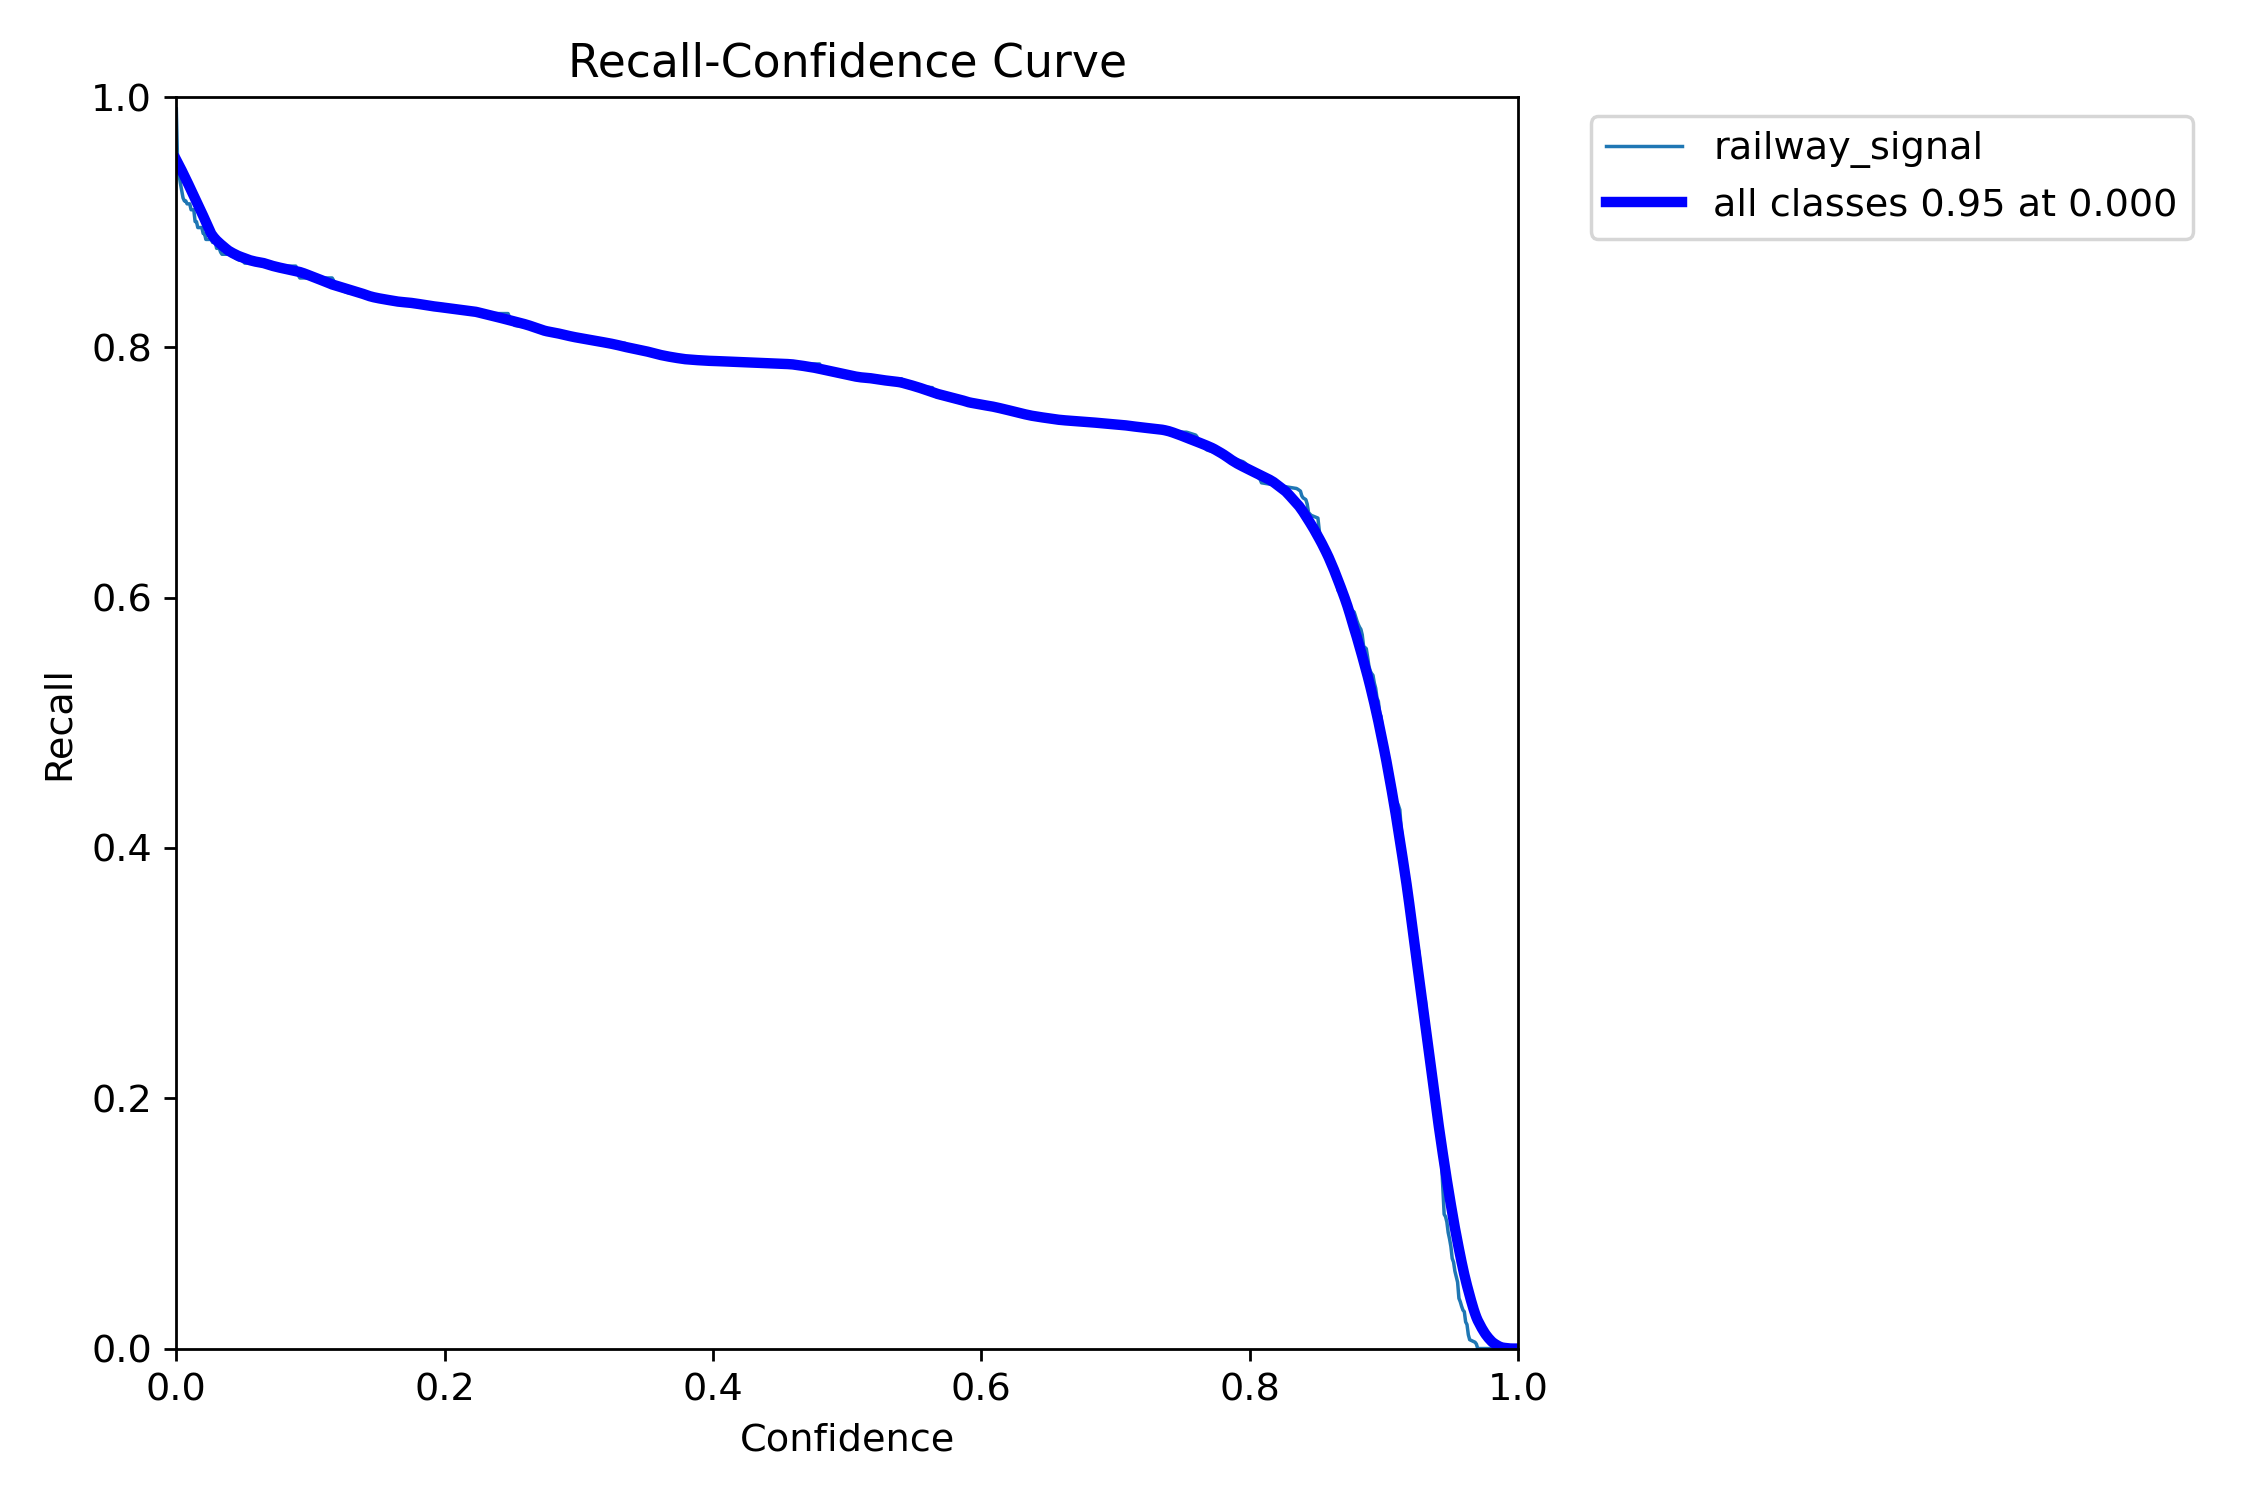 Recall-Confidence Curve
railway_signal
all classes 0.95 at 0.000
1.0
0.8
0.6
0.4
0.2
0.0
Recall
0.0 0.2 0.4 0.6 0.8 1.0
Confidence